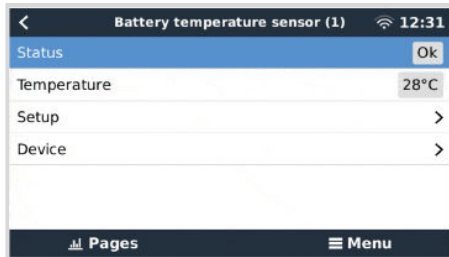 Battery temperature sensor (1) 12:31
Status Ok
Temperature 28°C
Setup
Device
Pages Menu